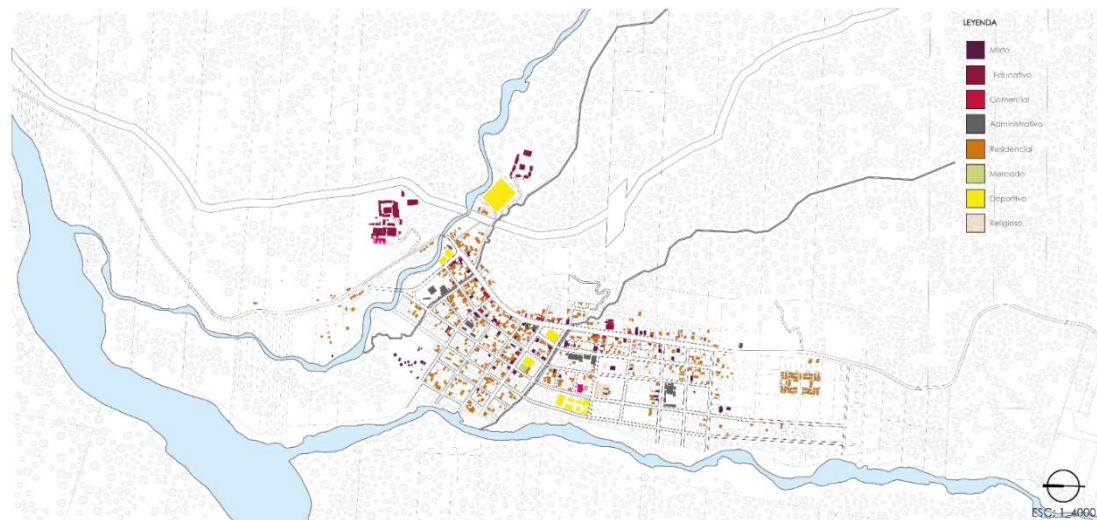 LEYENDA
Mixto
Educativo
Comercial
Administrativo
Residencial
Mercado
Deportivo
Religioso
ESC: 1_4000